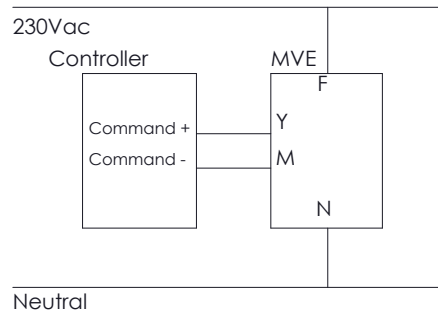 230Vac
Controller MVE
F
Command + Y
Command - M
N
Neutral